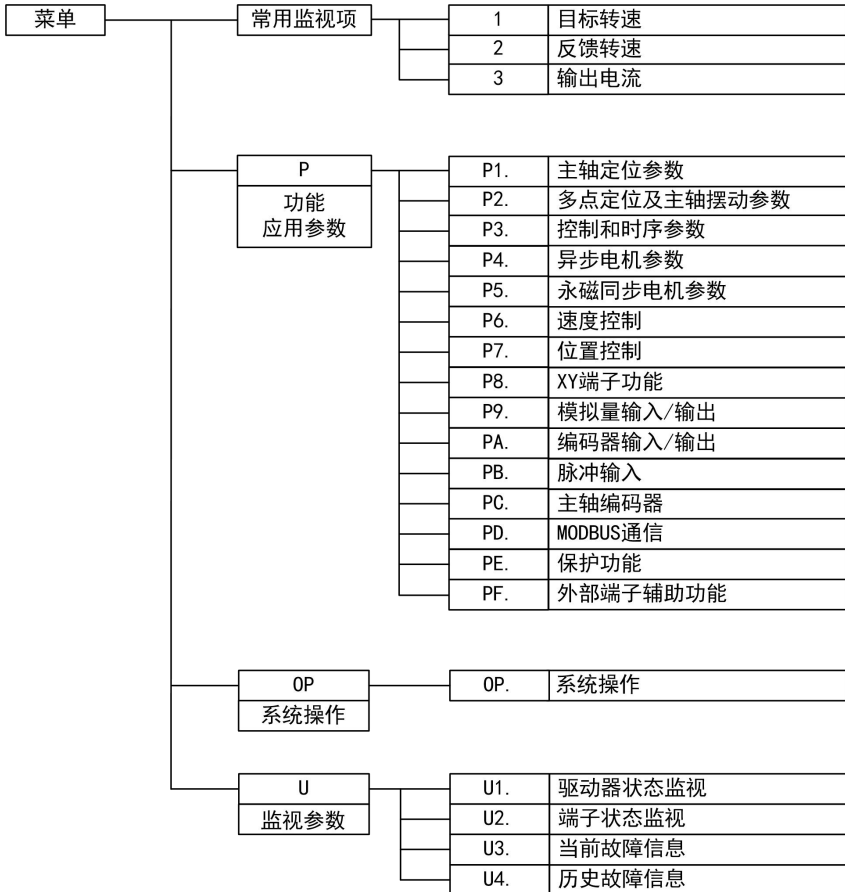 菜单
常用监视项
1 目标转速
2 反馈转速
3 输出电流
P
功能
应用参数
P1. 主轴定位参数
P2. 多点定位及主轴摆动参数
P3. 控制和时序参数
P4. 异步电机参数
P5. 永磁同步电机参数
P6. 速度控制
P7. 位置控制
P8. XY端子功能
P9. 模拟量输入/输出
PA. 编码器输入/输出
PB. 脉冲输入
PC. 主轴编码器
PD. MODBUS通信
PE. 保护功能
PF. 外部端子辅助功能
OP
系统操作
OP. 系统操作
U
监视参数
U1. 驱动器状态监视
U2. 端子状态监视
U3. 当前故障信息
U4. 历史故障信息